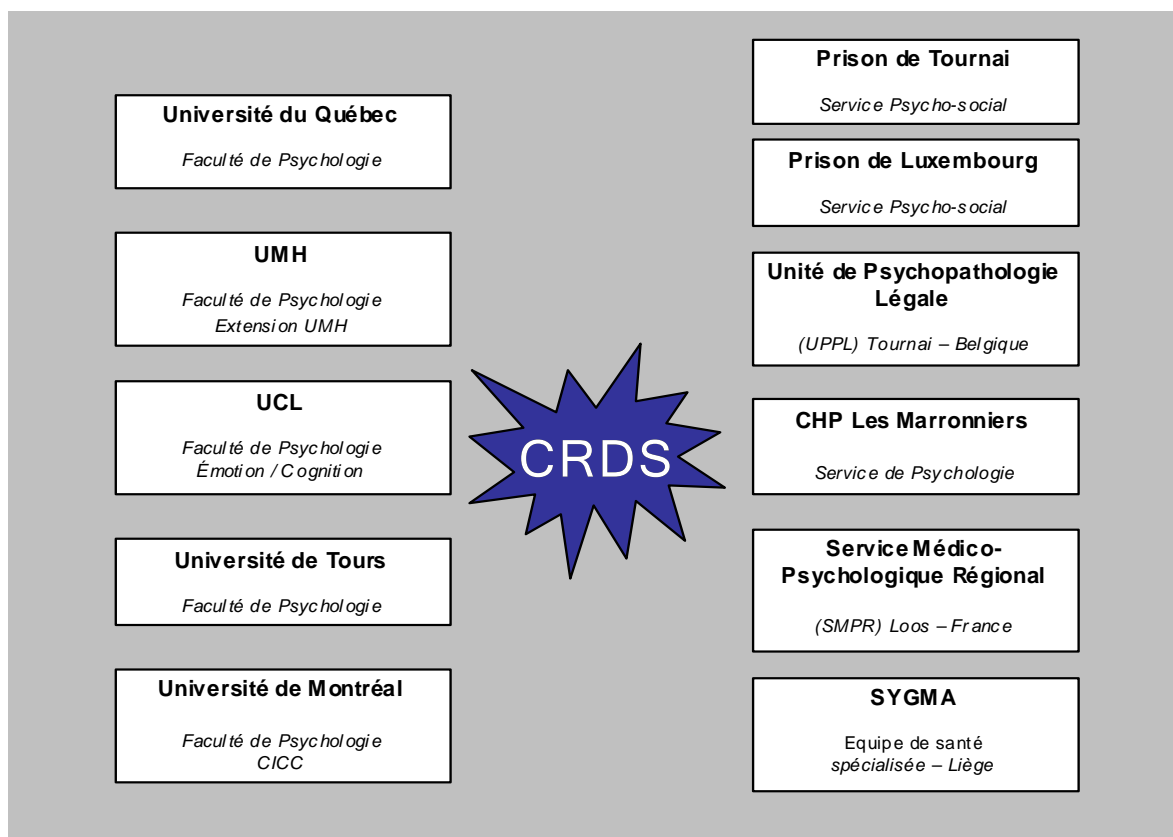 Université du Québec
Faculté de Psychologie
UMH
Faculté de Psychologie
Extension UMH
UCL
Faculté de Psychologie
Émotion / Cognition
Université de Tours
Faculté de Psychologie
Université de Montréal
Faculté de Psychologie
CICC
CRDS
Prison de Tournai
Service Psycho-social
Prison de Luxembourg
Service Psycho-social
Unité de Psychopathologie
Légale
(UPPL) Tournai – Belgique
CHP Les Marronniers
Service de Psychologie
Service Médico-
Psychologique Régional
(SMPR) Loos – France
SYGMA
Equipe de santé
spécialisée – Liège